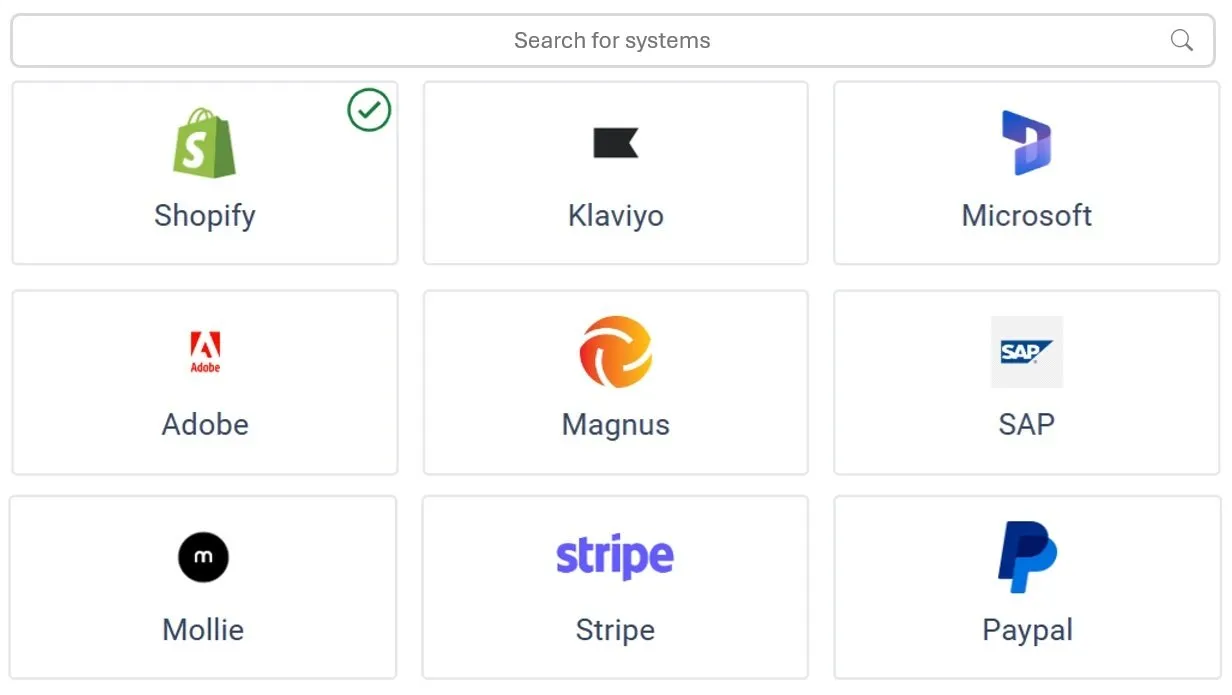 Search for systems
S
Shopify
Klaviyo
Microsoft
Adobe
Adobe
Magnus
SAP
SAP
m
Mollie
stripe
Stripe
Paypal